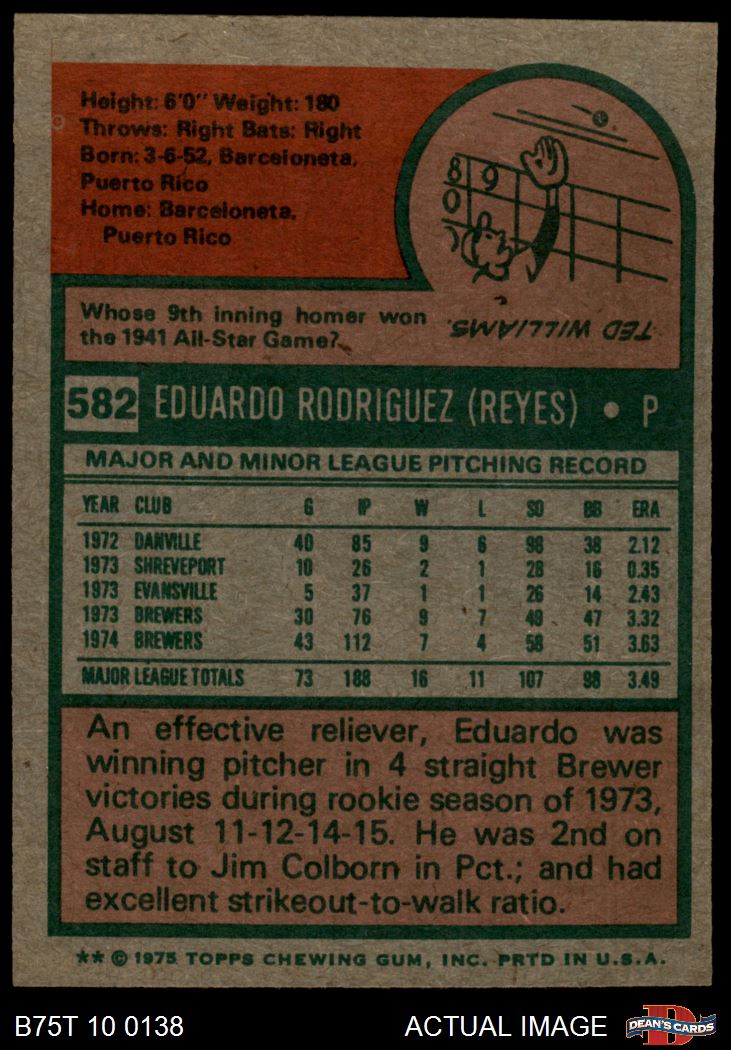 Height: 6'0" Weight: 180
Throws: Right Bats: Right
Born: 3-6-52, Barceloneta,
Puerto Rico
Home: Barceloneta,
Puerto Rico
8 9
0
Whose 9th inning homer won
the 1941 All-Star Game?
TED WILLIAMS.
582 EDUARDO RODRIGUEZ (REYES) • P
MAJOR AND MINOR LEAGUE PITCHING RECORD
YEAR CLUB G IP W L SO BB ERA
1972 DANVILLE 40 85 9 6 98 38 2.12
1973 SHREVEPORT 10 26 2 1 28 16 0.35
1973 EVANSVILLE 5 37 1 1 26 14 2.43
1973 BREWERS 30 76 9 7 49 47 3.32
1974 BREWERS 43 112 7 4 58 51 3.63
MAJOR LEAGUE TOTALS 73 188 16 11 107 98 3.49
An effective reliever, Eduardo was
winning pitcher in 4 straight Brewer
victories during rookie season of 1973,
August 11-12-14-15. He was 2nd on
staff to Jim Colborn in Pct.; and had
excellent strikeout-to-walk ratio.
** © 1975 TOPPS CHEWING GUM, INC. PRTD IN U.S.A.
B75T 10 0138 ACTUAL IMAGE DEAN'S CARDS